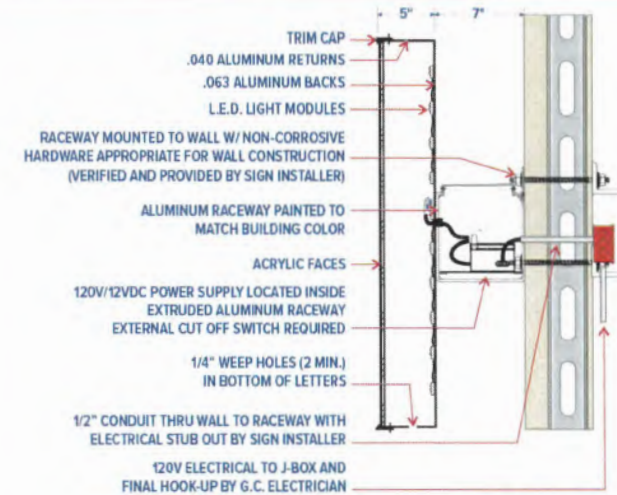 5" 7"
TRIM CAP
.040 ALUMINUM RETURNS
.063 ALUMINUM BACKS
L.E.D. LIGHT MODULES
RACEWAY MOUNTED TO WALL W/ NON-CORROSIVE
HARDWARE APPROPRIATE FOR WALL CONSTRUCTION
(VERIFIED AND PROVIDED BY SIGN INSTALLER)
ALUMINUM RACEWAY PAINTED TO
MATCH BUILDING COLOR
ACRYLIC FACES
120V/12VDC POWER SUPPLY LOCATED INSIDE
EXTRUDED ALUMINUM RACEWAY
EXTERNAL CUT OFF SWITCH REQUIRED
1/4" WEEP HOLES (2 MIN.)
IN BOTTOM OF LETTERS
1/2" CONDUIT THRU WALL TO RACEWAY WITH
ELECTRICAL STUB OUT BY SIGN INSTALLER
120V ELECTRICAL TO J-BOX AND
FINAL HOOK-UP BY G.C. ELECTRICIAN